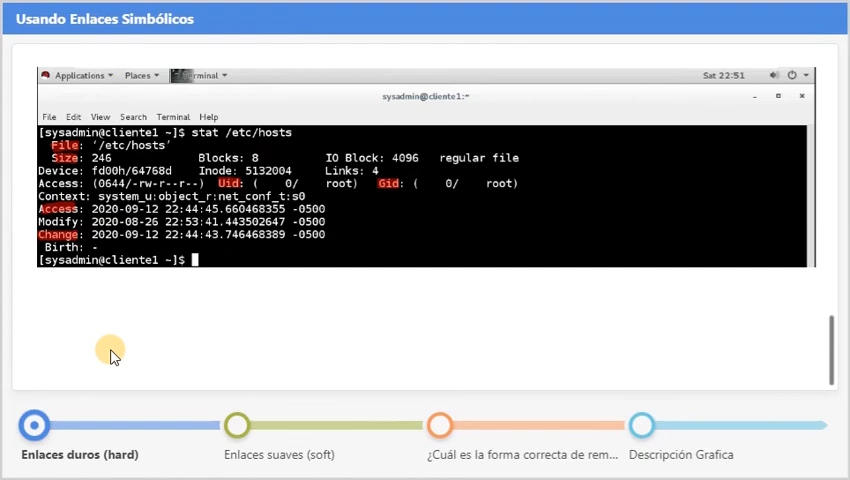 Usando Enlaces Simbólicos
Applications Places Terminal Sat 22:51
sysadmin@cliente1:~
File Edit View Search Terminal Help
[sysadmin@cliente1 ~]$ stat /etc/hosts
File: ‘/etc/hosts’
Size: 246 Blocks: 8 IO Block: 4096 regular file
Device: fd00h/64768d Inode: 5132004 Links: 4
Access: (0644/-rw-r--r--) Uid: ( 0/ root) Gid: ( 0/ root)
Context: system_u:object_r:net_conf_t:s0
Access: 2020-09-12 22:44:45.660468355 -0500
Modify: 2020-08-26 22:53:41.443502647 -0500
Change: 2020-09-12 22:44:43.746468389 -0500
Birth: -
[sysadmin@cliente1 ~]$
Enlaces duros (hard) Enlaces suaves (soft) ¿Cuál es la forma correcta de rem... Descripción Grafica